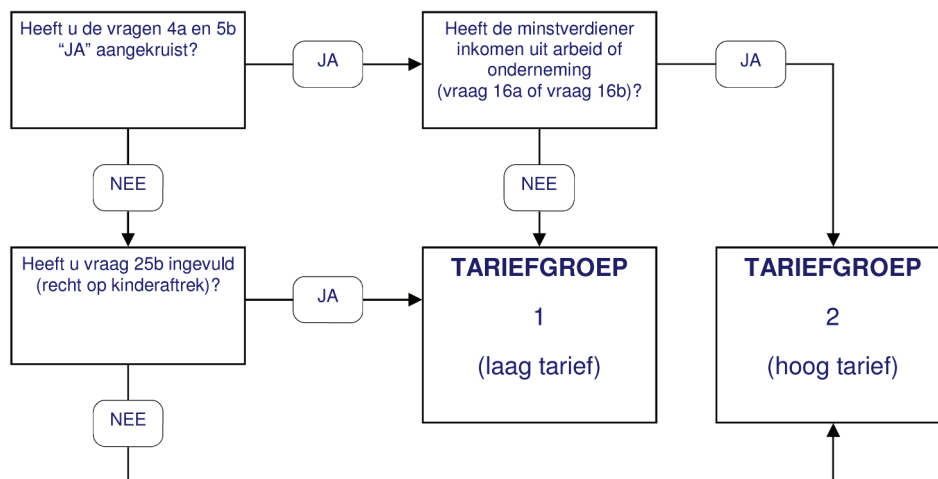 Heeft u de vragen 4a en 5b
“JA” aangekruist?
JA
Heeft de minstverdiener
inkomen uit arbeid of
onderneming
(vraag 16a of vraag 16b)?
JA
NEE
NEE
Heeft u vraag 25b ingevuld
(recht op kinderaftrek)?
JA
TARIEFGROEP
1
(laag tarief)
TARIEFGROEP
2
(hoog tarief)
NEE